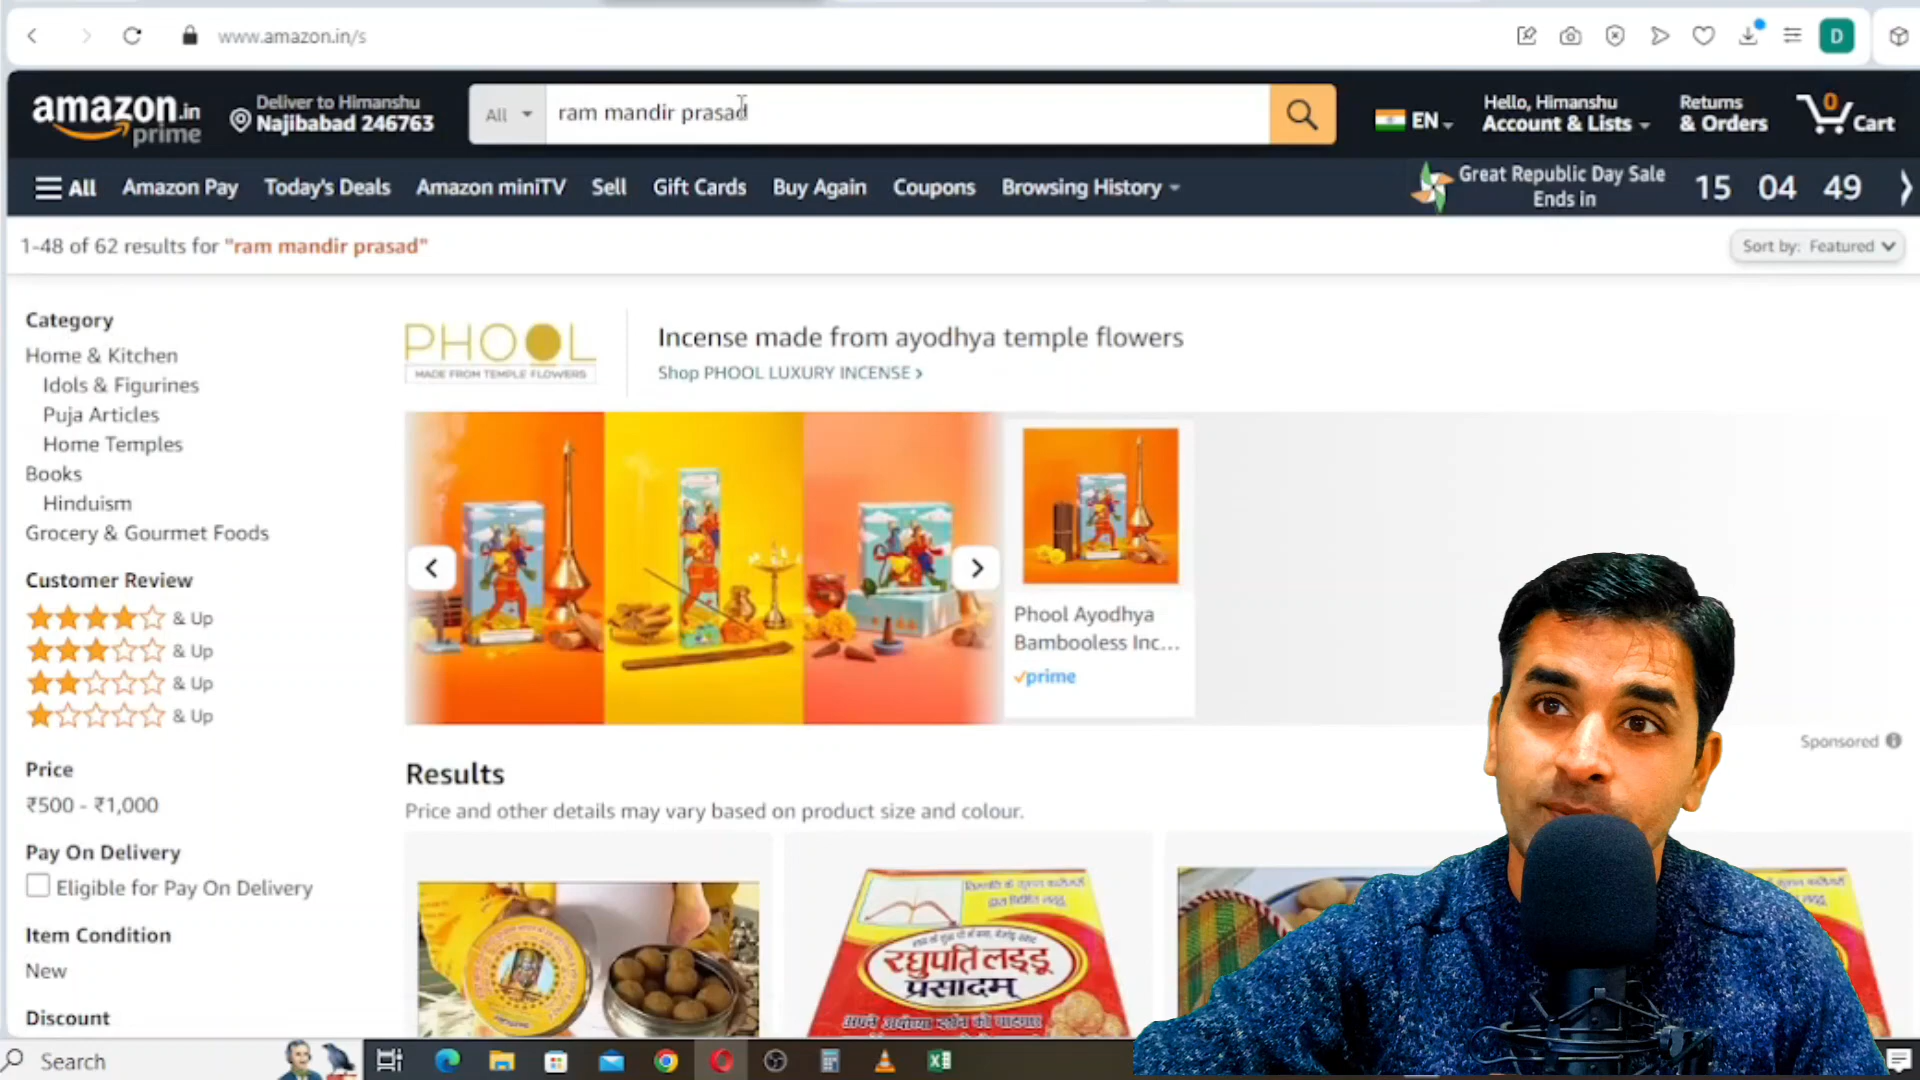 www.amazon.in/s
D
amazon.in
prime
Deliver to Himanshu
Najibabad 246763
All
ram mandir prasad
EN
Hello, Himanshu
Account & Lists
Returns
& Orders
0
Cart
All
Amazon Pay
Today's Deals
Amazon miniTV
Sell
Gift Cards
Buy Again
Coupons
Browsing History
Great Republic Day Sale
Ends in
15 04 49
1-48 of 62 results for "ram mandir prasad"
Sort by: Featured
Category
Home & Kitchen
Idols & Figurines
Puja Articles
Home Temples
Books
Hinduism
Grocery & Gourmet Foods
Customer Review
& Up
& Up
& Up
& Up
Price
₹500 - ₹1,000
Pay On Delivery
Eligible for Pay On Delivery
Item Condition
New
Discount
PHOOL
MADE FROM TEMPLE FLOWERS
Incense made from ayodhya temple flowers
Shop PHOOL LUXURY INCENSE ›
Phool Ayodhya
Bambooless Inc...
prime
Sponsored
Results
Price and other details may vary based on product size and colour.
रघुपति लड्डू
प्रसादम्
Search